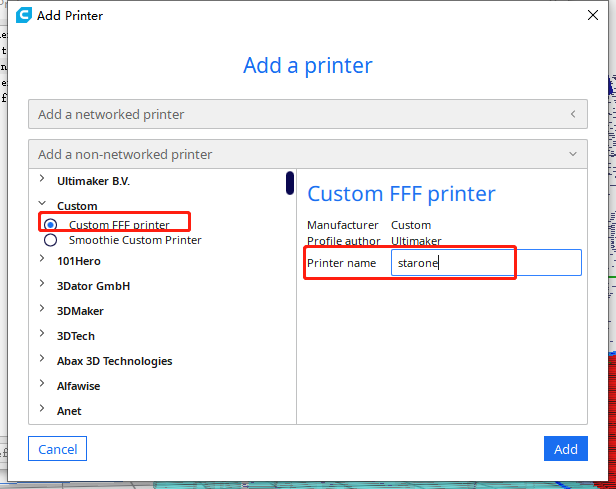 Add Printer
Add a printer
Add a networked printer
Add a non-networked printer
Ultimaker B.V.
Custom
Custom FFF printer
Smoothie Custom Printer
101Hero
3Dator GmbH
3DMaker
3DTech
Abax 3D Technologies
Alfawise
Anet
Custom FFF printer
Manufacturer Custom
Profile author Ultimaker
Printer name starone
Cancel
Add